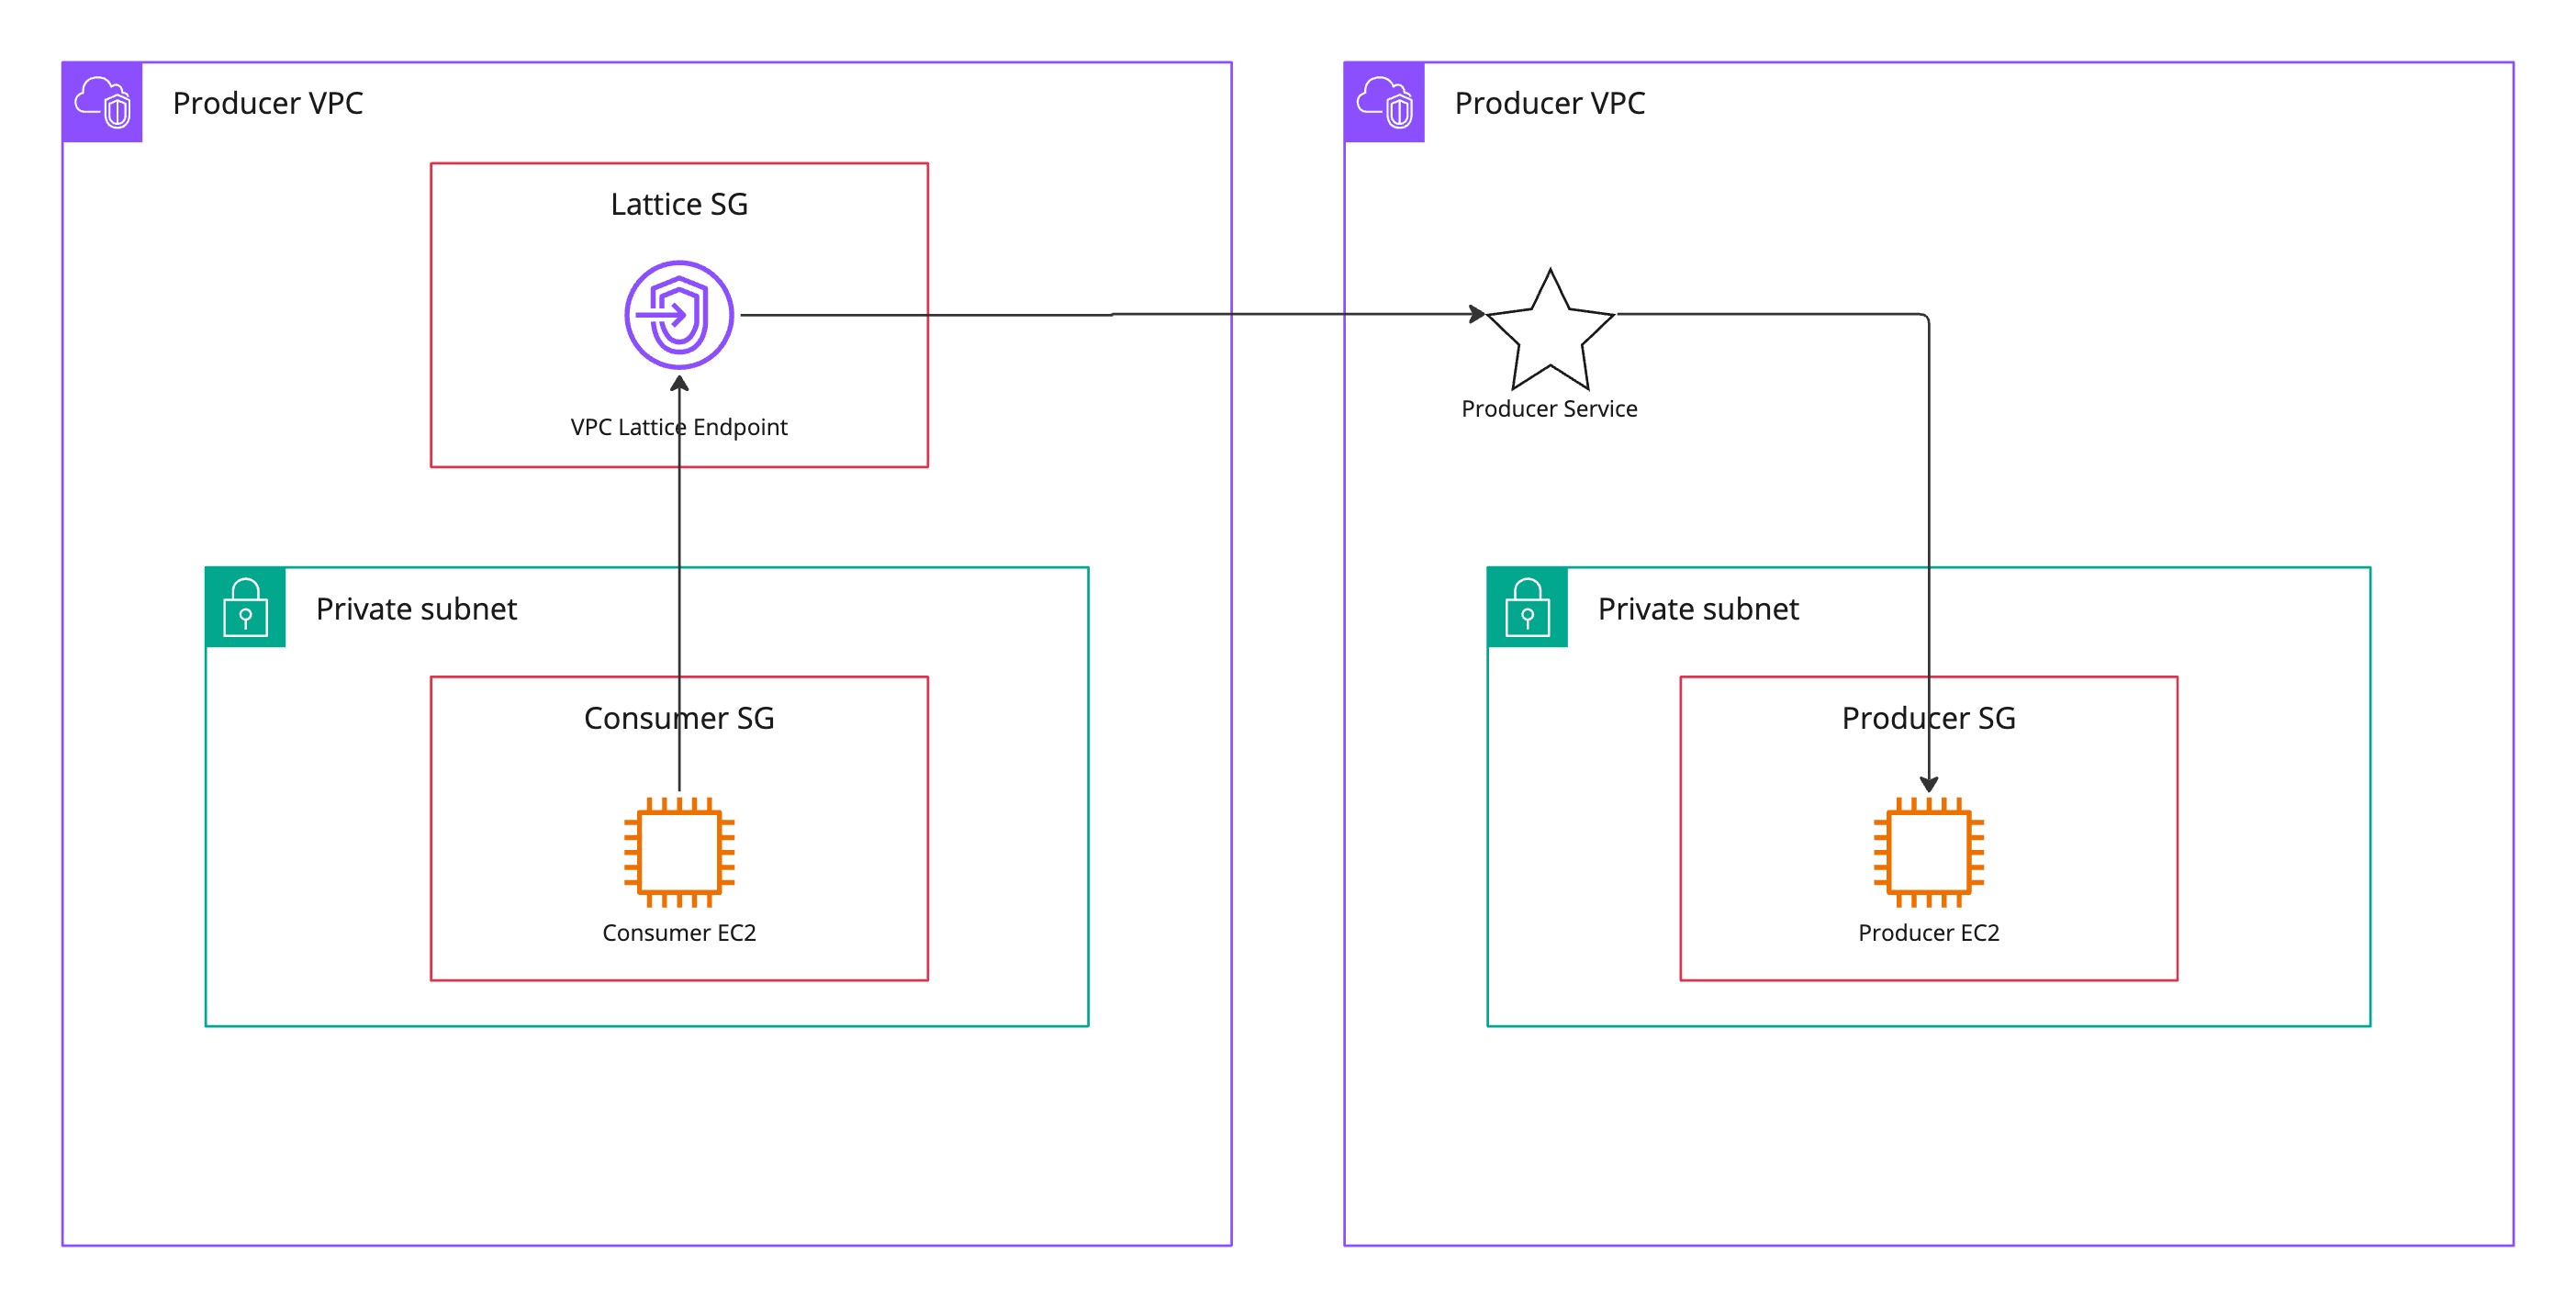 Producer VPC
Lattice SG
VPC Lattice Endpoint
Private subnet
Consumer SG
Consumer EC2
Producer VPC
Producer Service
Private subnet
Producer SG
Producer EC2